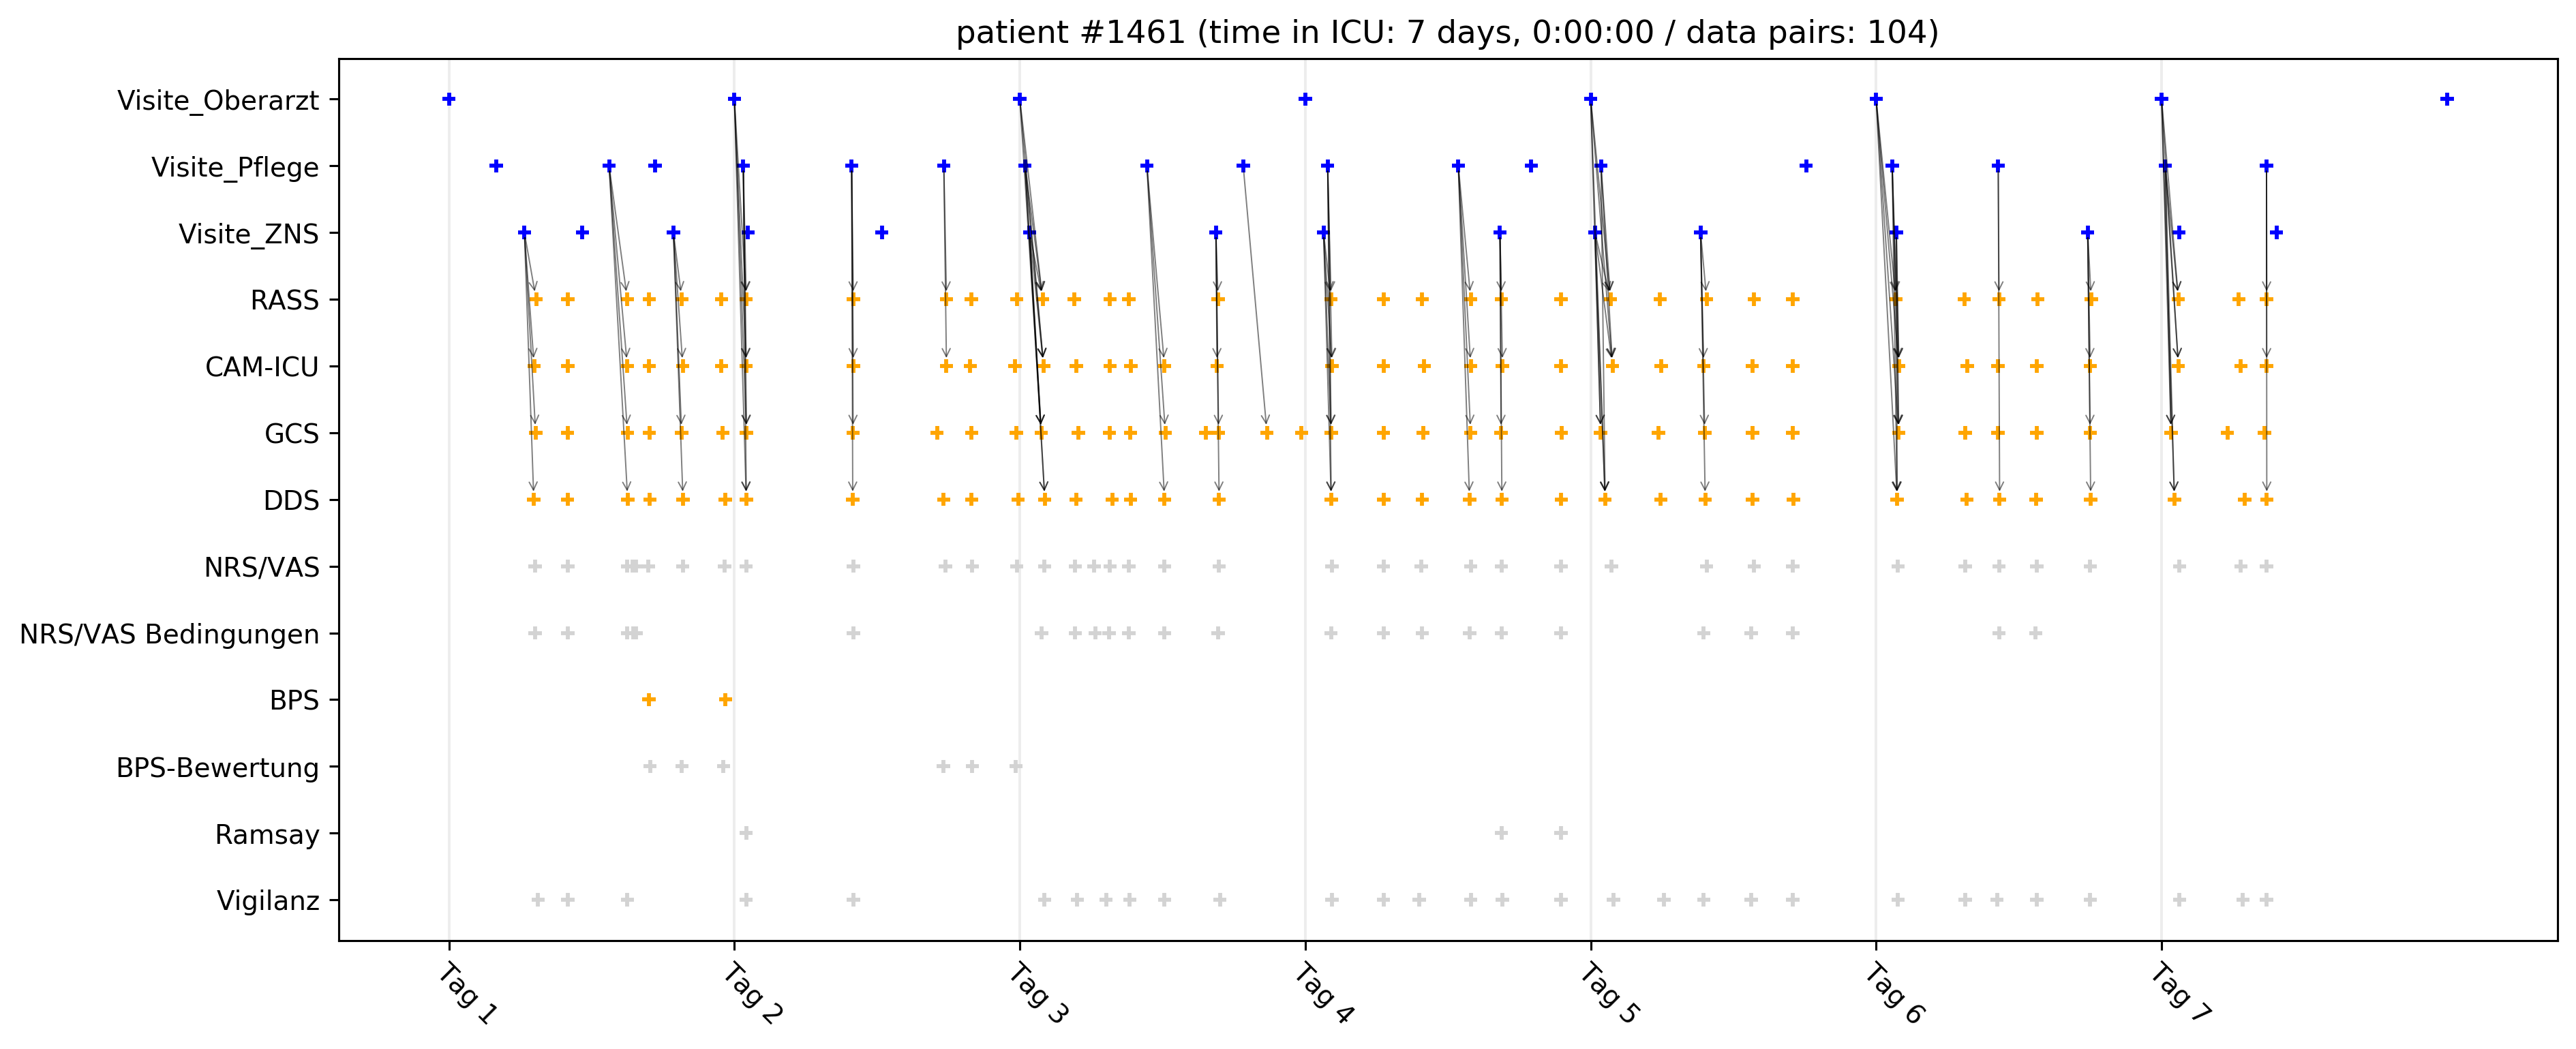 patient #1461 (time in ICU: 7 days, 0:00:00 / data pairs: 104)
Visite_Oberarzt
Visite_Pflege
Visite_ZNS
RASS
CAM-ICU
GCS
DDS
NRS/VAS
NRS/VAS Bedingungen
BPS
BPS-Bewertung
Ramsay
Vigilanz
Tag 1
Tag 2
Tag 3
Tag 4
Tag 5
Tag 6
Tag 7